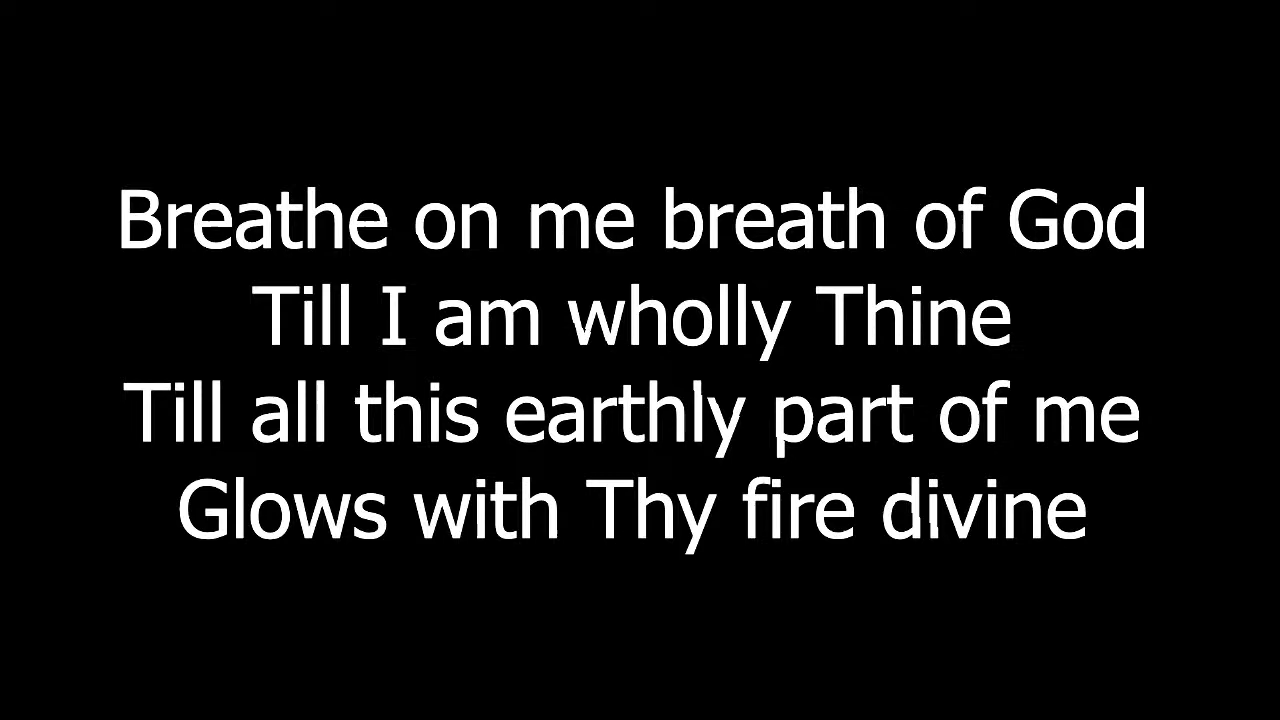 Breathe on me breath of God
Till I am wholly Thine
Till all this earthly part of me
Glows with Thy fire divine